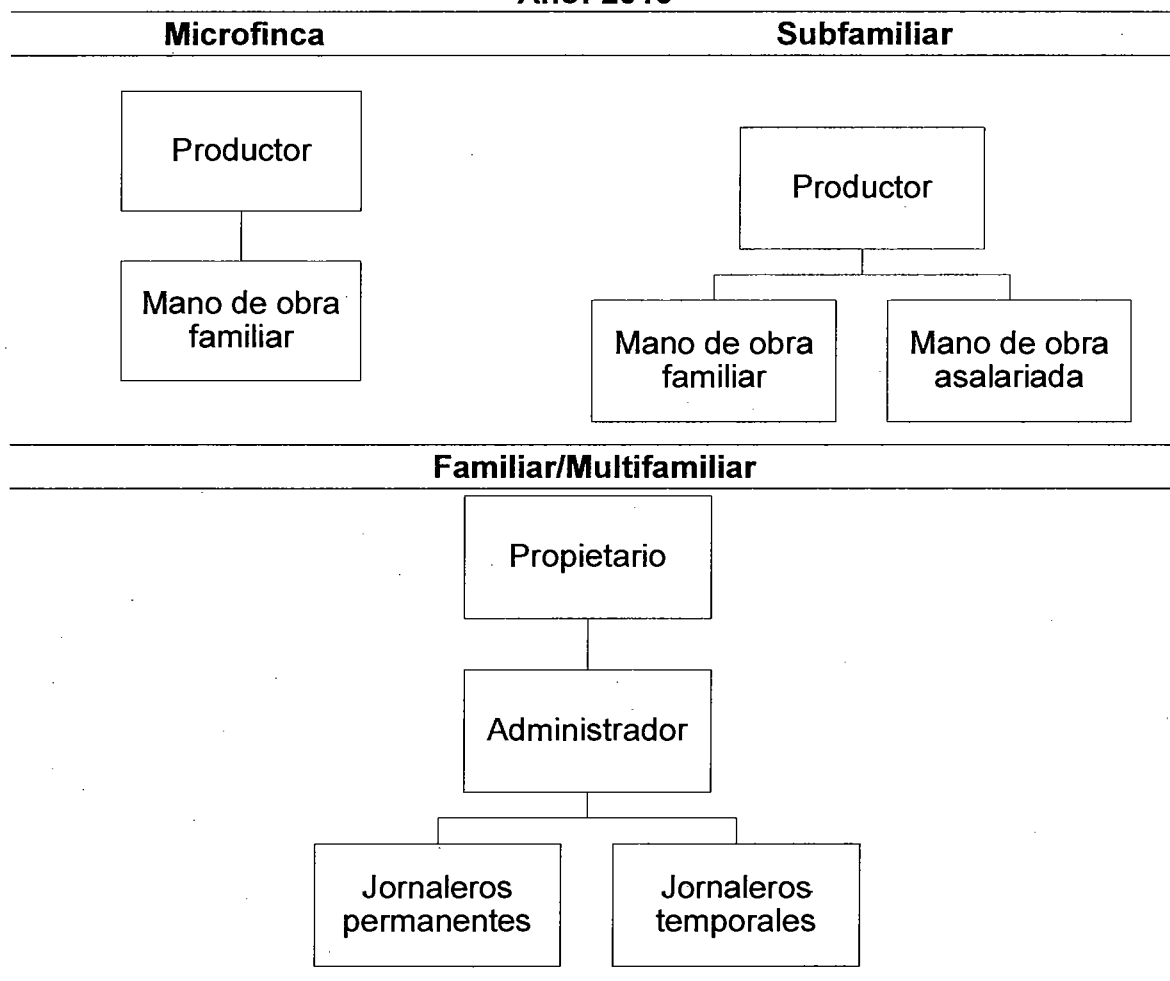 Microfinca
Subfamiliar
Productor
Mano de obra
familiar
Productor
Mano de obra
familiar
Mano de obra
asalariada
Familiar/Multifamiliar
Propietario
Administrador
Jornaleros
permanentes
Jornaleros
temporales